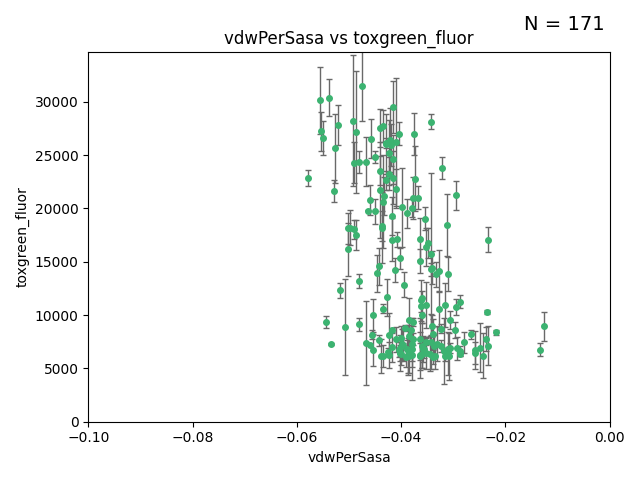 N = 171
vdwPerSasa vs toxgreen_fluor
30000
25000
20000
15000
10000
5000
0
toxgreen_fluor
−0.10 −0.08 −0.06 −0.04 −0.02 0.00
vdwPerSasa